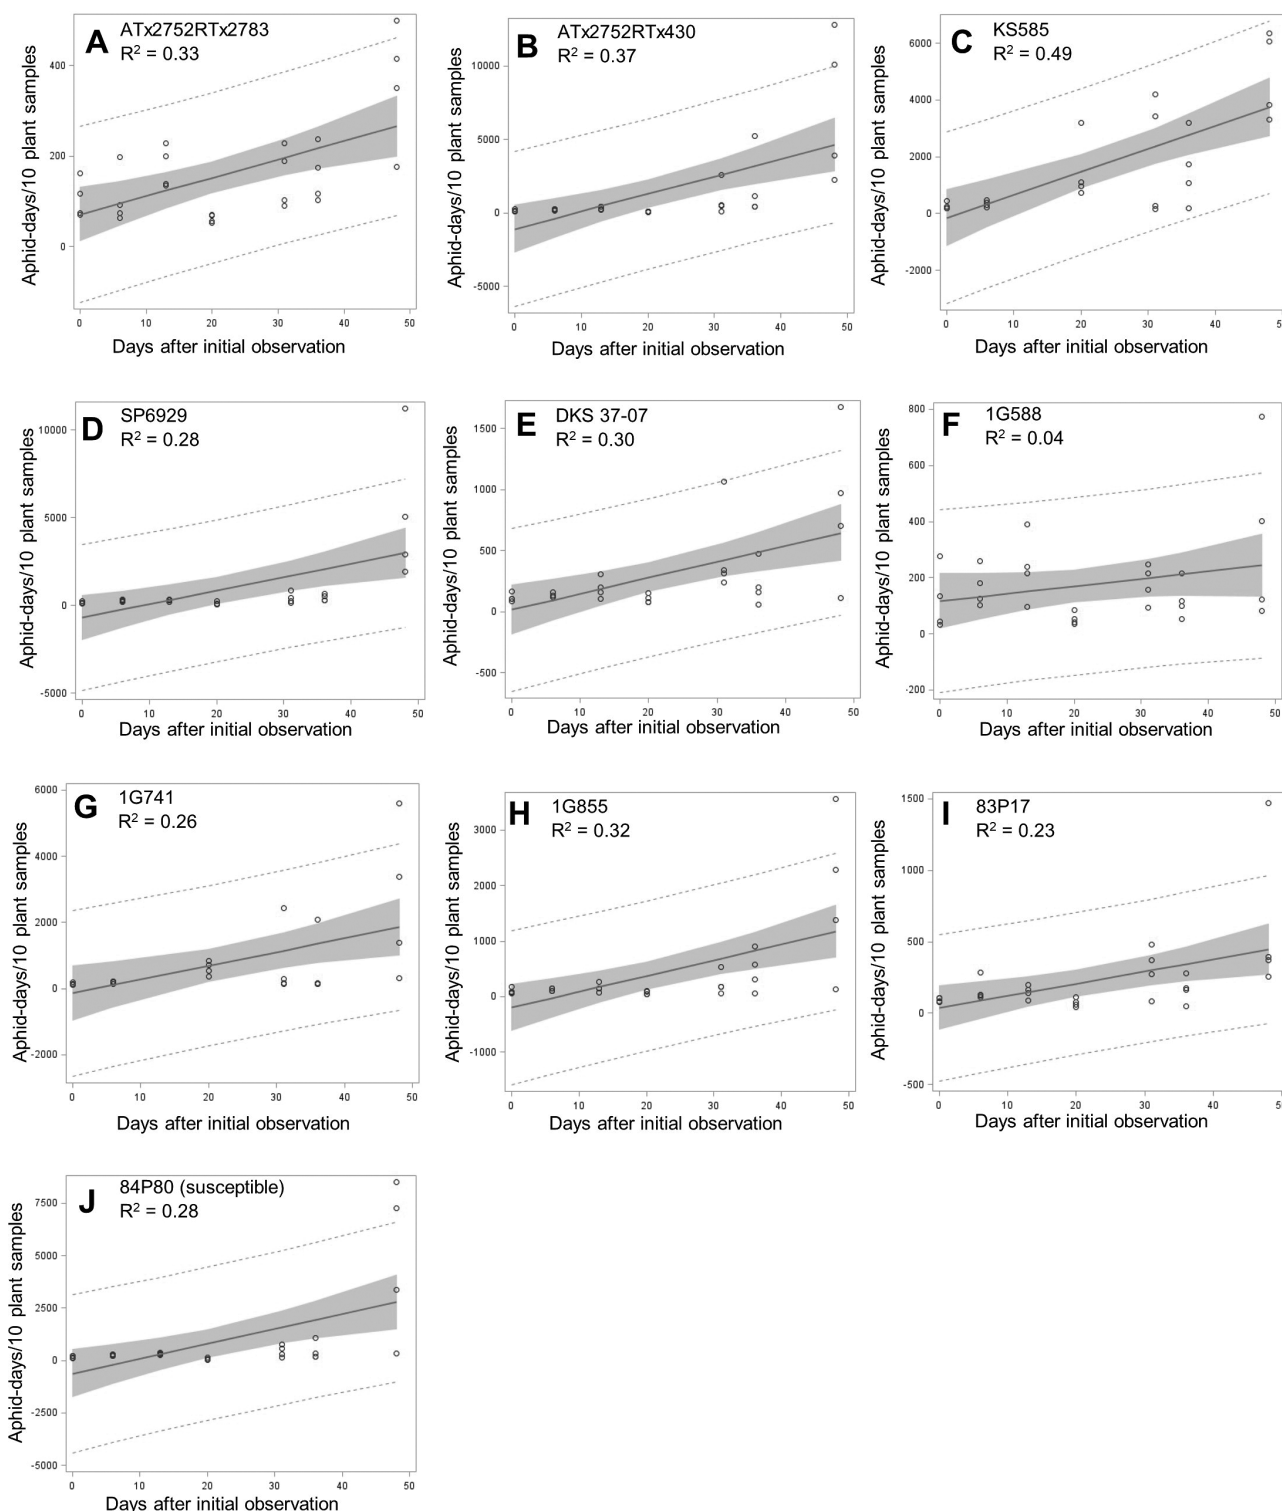 A
ATx2752RTx2783
R² = 0.33
Aphid-days/10 plant samples
400
200
0
0 10 20 30 40 50
Days after initial observation
B
ATx2752RTx430
R² = 0.37
Aphid-days/10 plant samples
10000
5000
0
-5000
0 10 20 30 40 50
Days after initial observation
C
KS585
R² = 0.49
Aphid-days/10 plant samples
6000
4000
2000
0
-2000
0 10 20 30 40 50
Days after initial observation
D
SP6929
R² = 0.28
Aphid-days/10 plant samples
10000
5000
0
-5000
0 10 20 30 40 50
Days after initial observation
E
DKS 37-07
R² = 0.30
Aphid-days/10 plant samples
1500
1000
500
0
-500
0 10 20 30 40 50
Days after initial observation
F
1G588
R² = 0.04
Aphid-days/10 plant samples
800
600
400
200
0
-200
0 10 20 30 40 50
Days after initial observation
G
1G741
R² = 0.26
Aphid-days/10 plant samples
6000
4000
2000
0
-2000
0 10 20 30 40 50
Days after initial observation
H
1G855
R² = 0.32
Aphid-days/10 plant samples
3000
2000
1000
0
-1000
0 10 20 30 40 50
Days after initial observation
I
83P17
R² = 0.23
Aphid-days/10 plant samples
1500
1000
500
0
-500
0 10 20 30 40 50
Days after initial observation
J
84P80 (susceptible)
R² = 0.28
Aphid-days/10 plant samples
7500
5000
2500
0
-2500
-5000
0 10 20 30 40 50
Days after initial observation